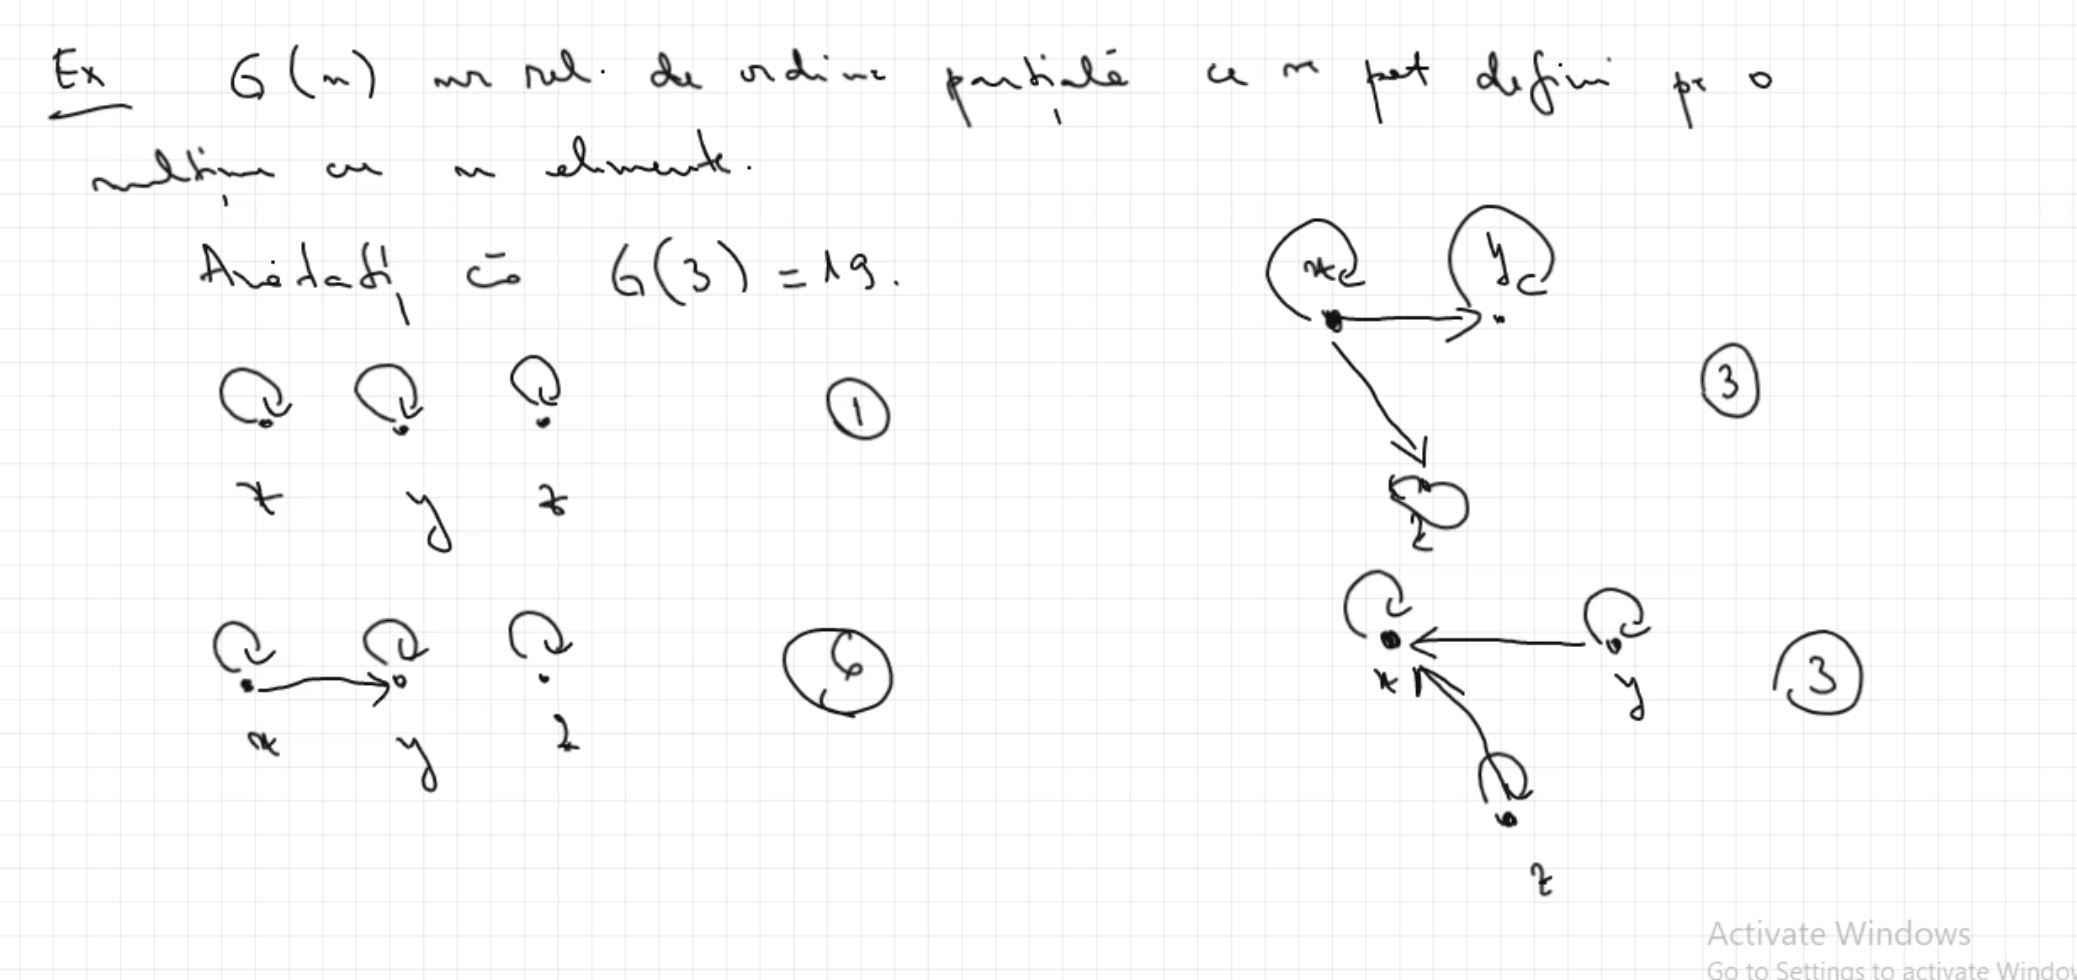 Ex G(n) nr rel. de ordine parțială ce se pot defini pe o
mulțime cu n elemente.
Arătați că G(3) = 19.
x y z
1
x y z
6
x y
z
3
x y
z
3
Activate Windows
Go to Settings to activate Windows